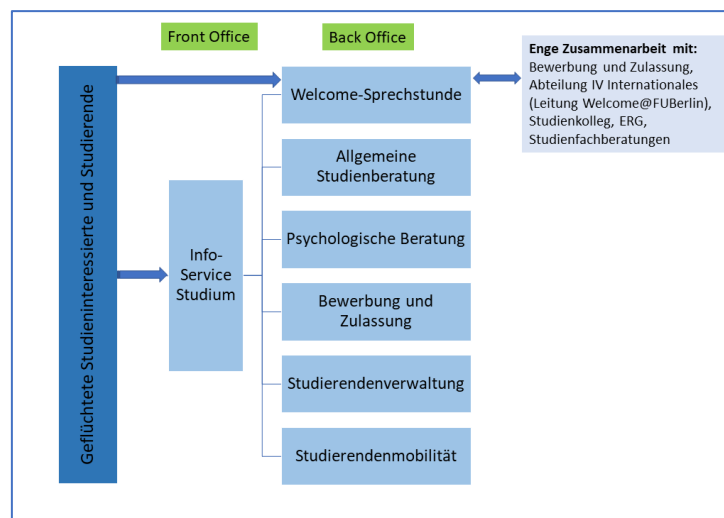 Front Office
Back Office
Enge Zusammenarbeit mit:
Bewerbung und Zulassung,
Abteilung IV Internationales
(Leitung Welcome@FUBerlin),
Studienkolleg, ERG,
Studienfachberatungen
Geflüchtete Studieninteressierte und Studierende
Welcome-Sprechstunde
Allgemeine
Studienberatung
Info-
Service
Studium
Psychologische Beratung
Bewerbung und
Zulassung
Studierendenverwaltung
Studierendenmobilität